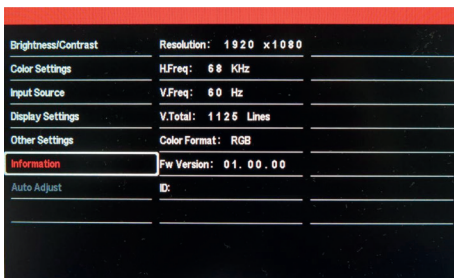 Brightness/Contrast
Resolution: 1920 x1080
Color Settings
H.Freq: 68 KHz
Input Source
V.Freq: 60 Hz
Display Settings
V.Total: 1125 Lines
Other Settings
Color Format: RGB
Information
Fw Version: 01.00.00
Auto Adjust
ID: